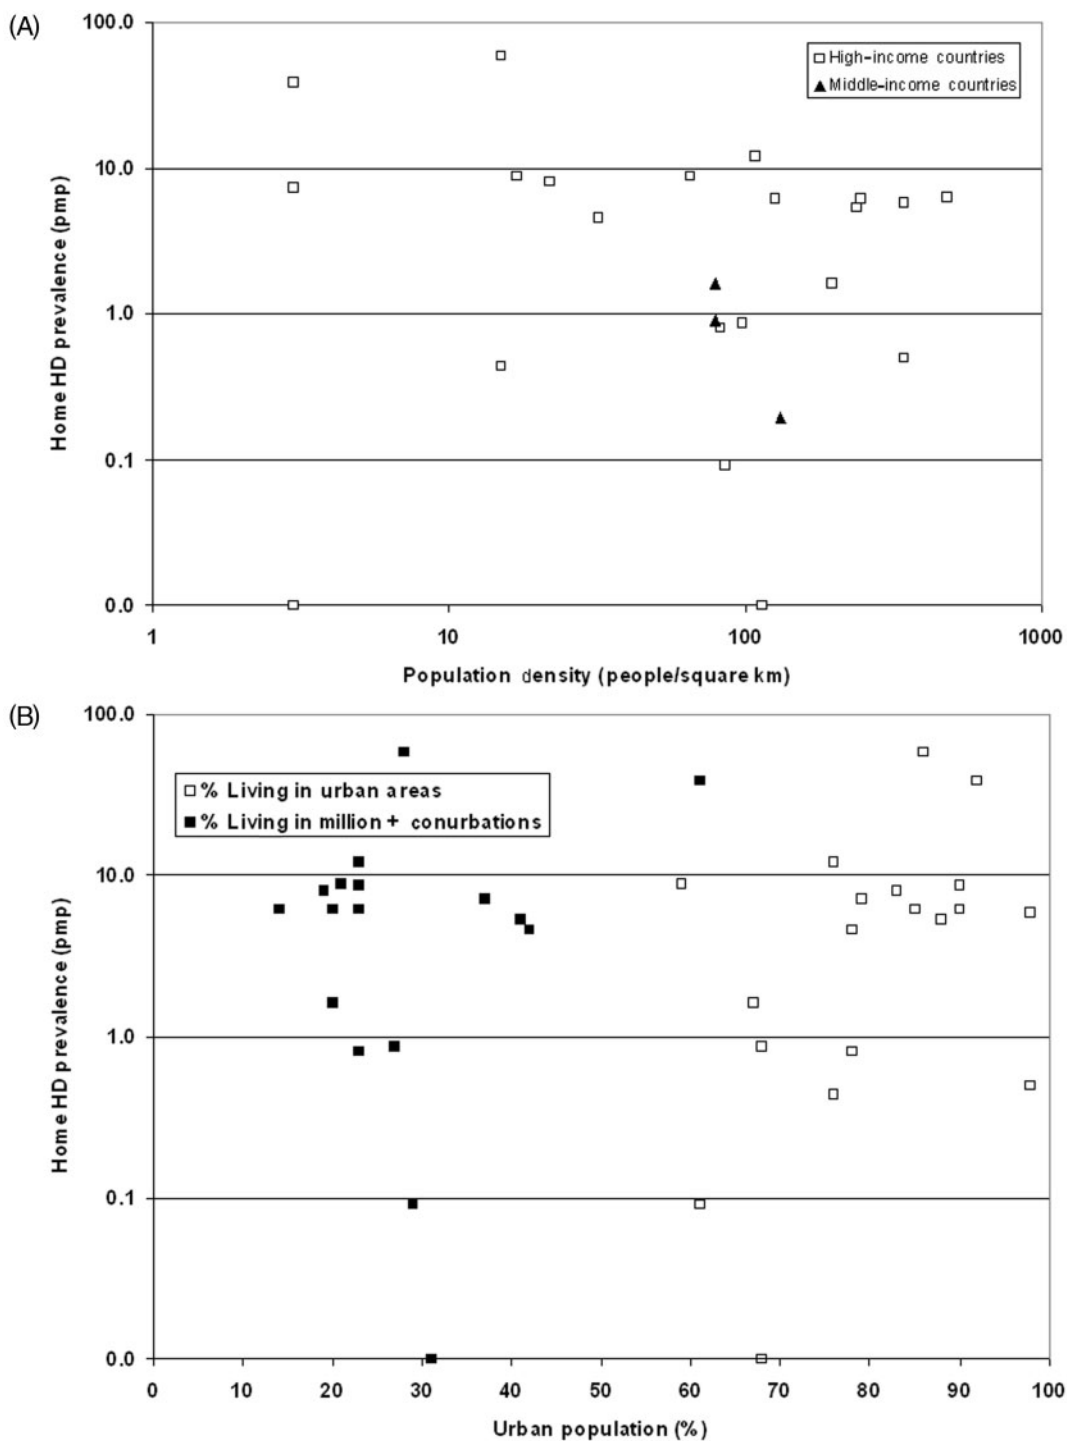 (A)
100.0
10.0
1.0
0.1
0.0
Home HD prevalence (pmp)
High-income countries
Middle-income countries
1 10 100 1000
Population density (people/square km)
(B)
100.0
10.0
1.0
0.1
0.0
Home HD prevalence (pmp)
% Living in urban areas
% Living in million + conurbations
0 10 20 30 40 50 60 70 80 90 100
Urban population (%)